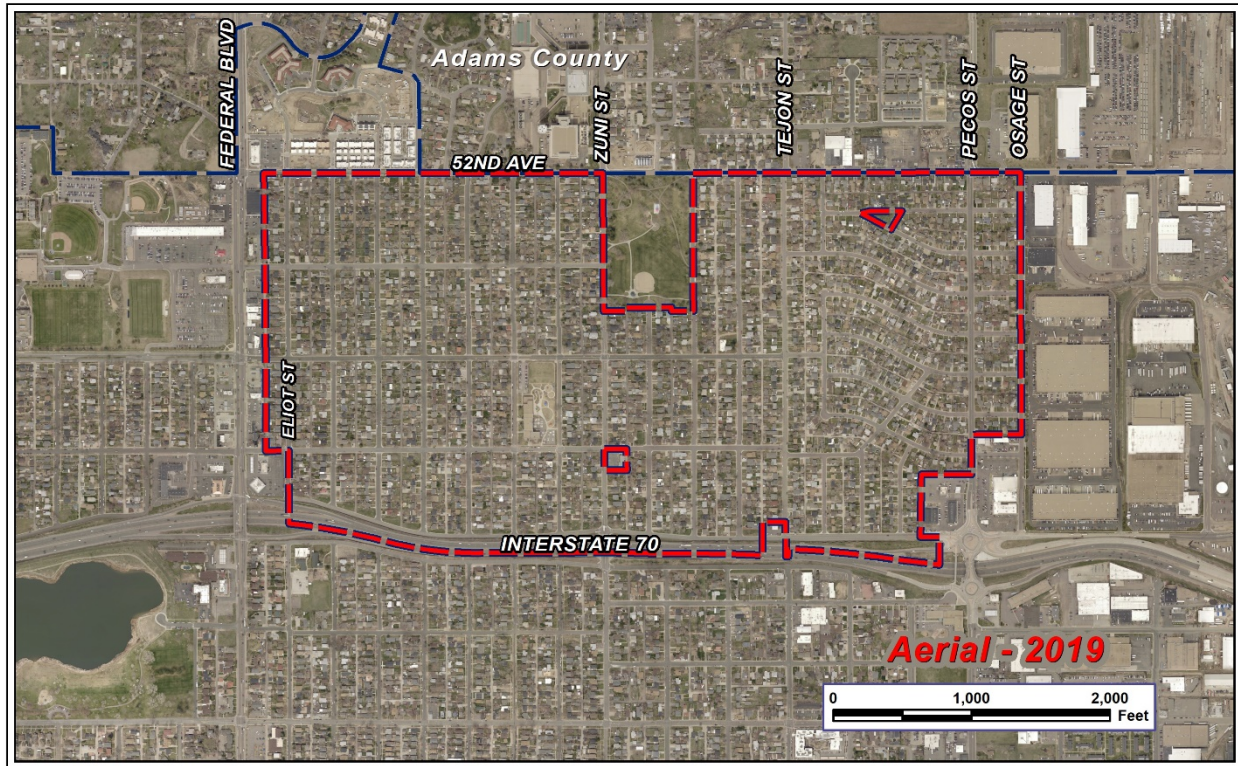 Adams County
FEDERAL BLVD
ZUNI ST
TEJON ST
PECOS ST
OSAGE ST
52ND AVE
ELIOT ST
INTERSTATE 70
Aerial - 2019
0 1,000 2,000
Feet